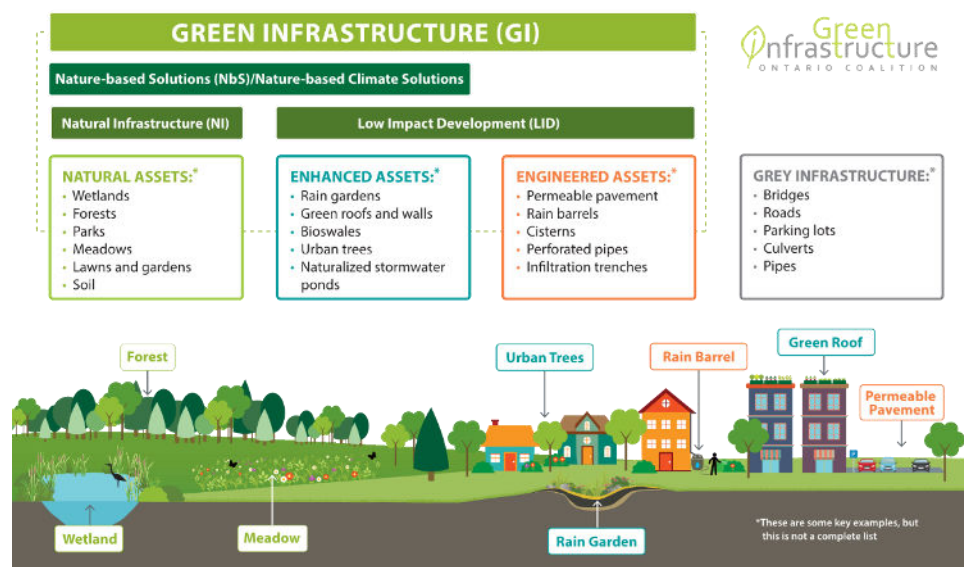 GREEN INFRASTRUCTURE (GI)
Green
infrastructure
ONTARIO COALITION
Nature-based Solutions (NbS)/Nature-based Climate Solutions
Natural Infrastructure (NI)
Low Impact Development (LID)
NATURAL ASSETS:*
• Wetlands
• Forests
• Parks
• Meadows
• Lawns and gardens
• Soil
ENHANCED ASSETS:*
• Rain gardens
• Green roofs and walls
• Bioswales
• Urban trees
• Naturalized stormwater
ponds
ENGINEERED ASSETS:*
• Permeable pavement
• Rain barrels
• Cisterns
• Perforated pipes
• Infiltration trenches
GREY INFRASTRUCTURE:*
• Bridges
• Roads
• Parking lots
• Culverts
• Pipes
Forest
Urban Trees
Rain Barrel
Green Roof
Permeable
Pavement
P
Wetland
Meadow
Rain Garden
*These are some key examples, but
this is not a complete list